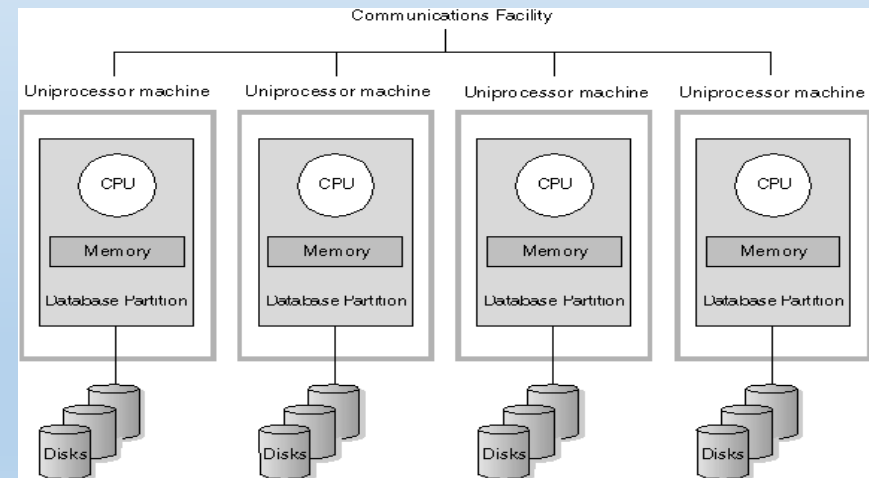 Communications Facility
Uniprocessor machine
Uniprocessor machine
Uniprocessor machine
Uniprocessor machine
CPU
CPU
CPU
CPU
Memory
Memory
Memory
Memory
Database Partition
Database Partition
Database Partition
Database Partition
Disks
Disks
Disks
Disks